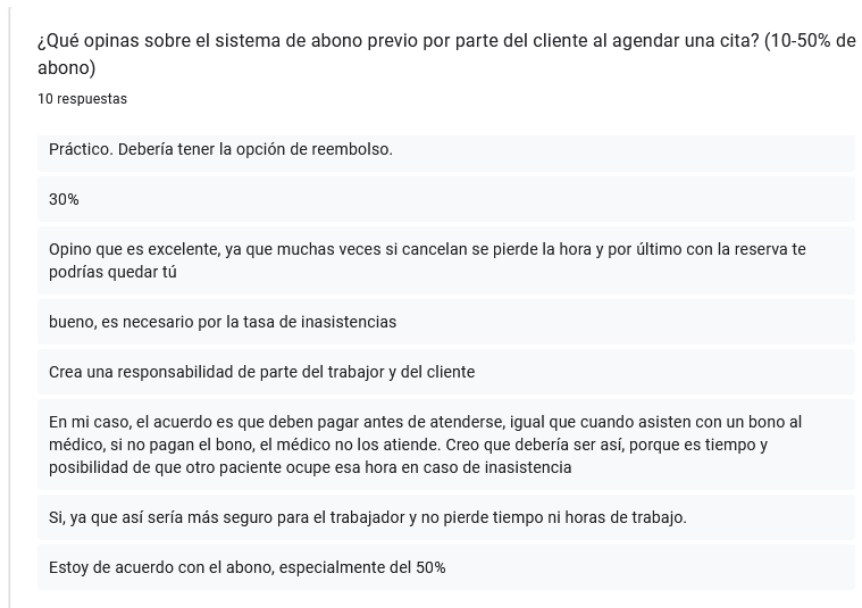 ¿Qué opinas sobre el sistema de abono previo por parte del cliente al agendar una cita? (10-50% de
abono)
10 respuestas
Práctico. Debería tener la opción de reembolso.
30%
Opino que es excelente, ya que muchas veces si cancelan se pierde la hora y por último con la reserva te
podrías quedar tú
bueno, es necesario por la tasa de inasistencias
Crea una responsabilidad de parte del trabajor y del cliente
En mi caso, el acuerdo es que deben pagar antes de atenderse, igual que cuando asisten con un bono al
médico, si no pagan el bono, el médico no los atiende. Creo que debería ser así, porque es tiempo y
posibilidad de que otro paciente ocupe esa hora en caso de inasistencia
Si, ya que así sería más seguro para el trabajador y no pierde tiempo ni horas de trabajo.
Estoy de acuerdo con el abono, especialmente del 50%